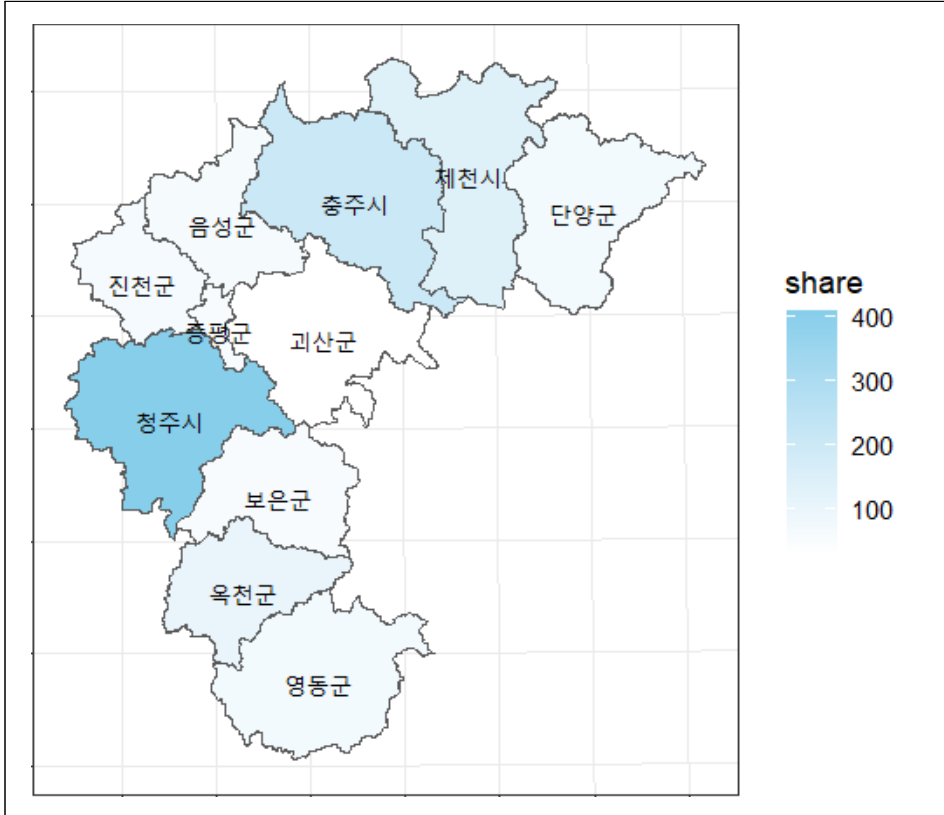 제천시
충주시
단양군
음성군
진천군
증평군
괴산군
청주시
보은군
옥천군
영동군
share
400
300
200
100